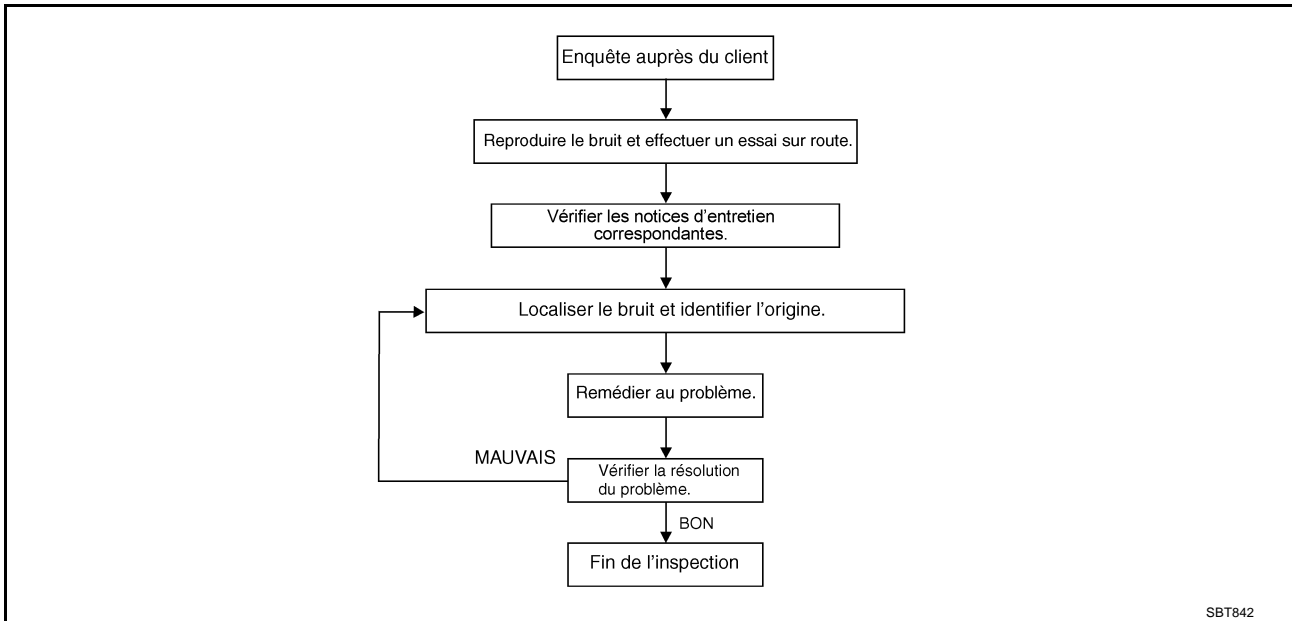 Enquête auprès du client
Reproduire le bruit et effectuer un essai sur route.
Vérifier les notices d’entretien
correspondantes.
Localiser le bruit et identifier l’origine.
Remédier au problème.
MAUVAIS
Vérifier la résolution
du problème.
BON
Fin de l’inspection
SBT842